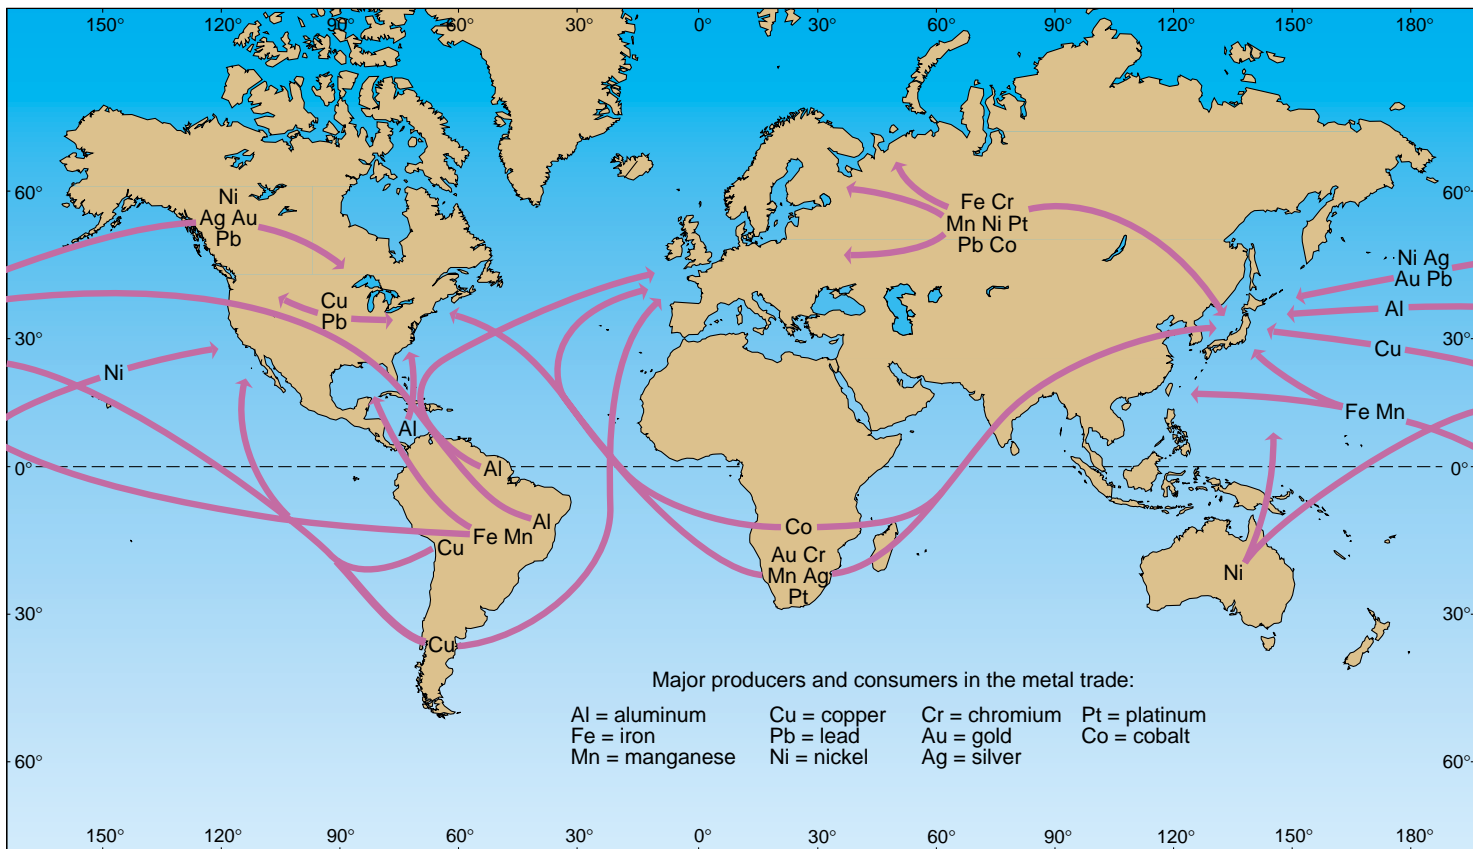 150° 120° 90° 60° 30° 0° 30° 60° 90° 120° 150° 180°
60° 60°
Ni
Ag Au
Pb
Fe Cr
Mn Ni Pt
Pb Co
Ni Ag
Au Pb
Cu
Pb
Al
30° 30°
Cu
Ni
Fe Mn
Al
0° 0°
Al
Al
Fe Mn
Cu
Co
Au Cr
Mn Ag
Pt
Ni
30° 30°
Cu
Major producers and consumers in the metal trade:
Al = aluminum Cu = copper Cr = chromium Pt = platinum
Fe = iron Pb = lead Au = gold Co = cobalt
Mn = manganese Ni = nickel Ag = silver
60° 60°
150° 120° 90° 60° 30° 0° 30° 60° 90° 120° 150° 180°